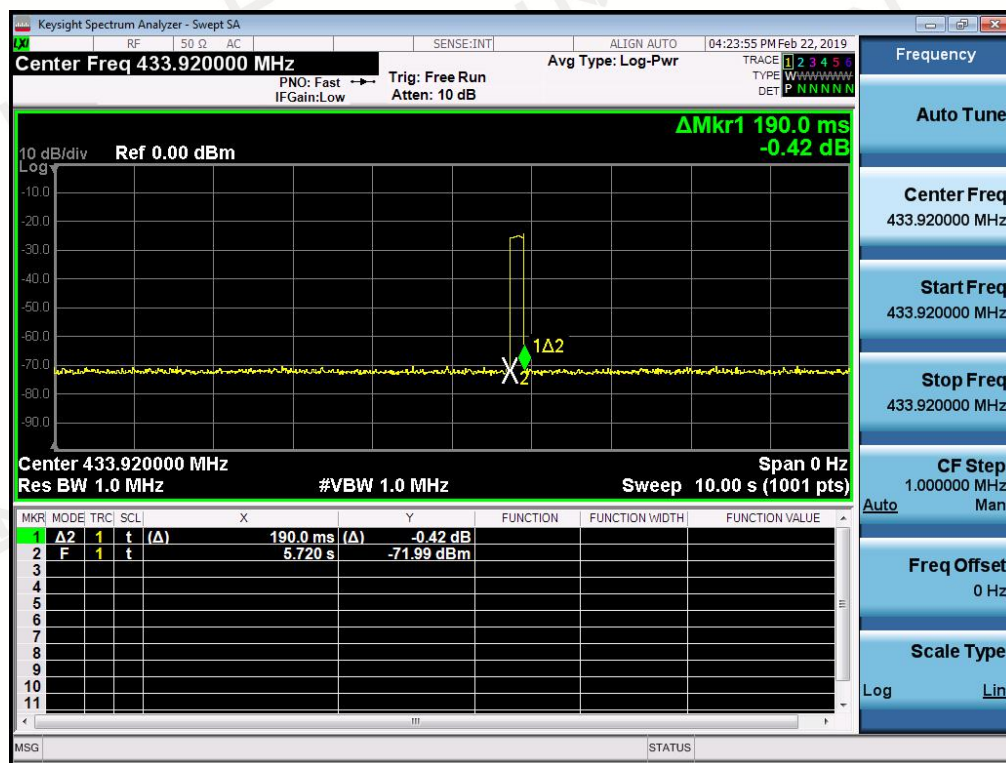 Keysight Spectrum Analyzer - Swept SA
LXI RF 50 Ω AC SENSE:INT ALIGN AUTO 04:23:55 PM Feb 22, 2019
Center Freq 433.920000 MHz
PNO: Fast
IFGain:Low
Trig: Free Run
Atten: 10 dB
Avg Type: Log-Pwr
TRACE 1 2 3 4 5 6
TYPE WWWWWW
DET P N N N N N
ΔMkr1 190.0 ms
-0.42 dB
10 dB/div Ref 0.00 dBm
Log
-10.0
-20.0
-30.0
-40.0
-50.0
-60.0
-70.0
-80.0
-90.0
1Δ2
X2
Center 433.920000 MHz Span 0 Hz
Res BW 1.0 MHz #VBW 1.0 MHz Sweep 10.00 s (1001 pts)
MKR MODE TRC SCL X Y FUNCTION FUNCTION WIDTH FUNCTION VALUE
1 Δ2 1 t (Δ) 190.0 ms (Δ) -0.42 dB
2 F 1 t 5.720 s -71.99 dBm
3
4
5
6
7
8
9
10
11
MSG STATUS
Frequency
Auto Tune
Center Freq
433.920000 MHz
Start Freq
433.920000 MHz
Stop Freq
433.920000 MHz
CF Step
1.000000 MHz
Auto Man
Freq Offset
0 Hz
Scale Type
Log Lin